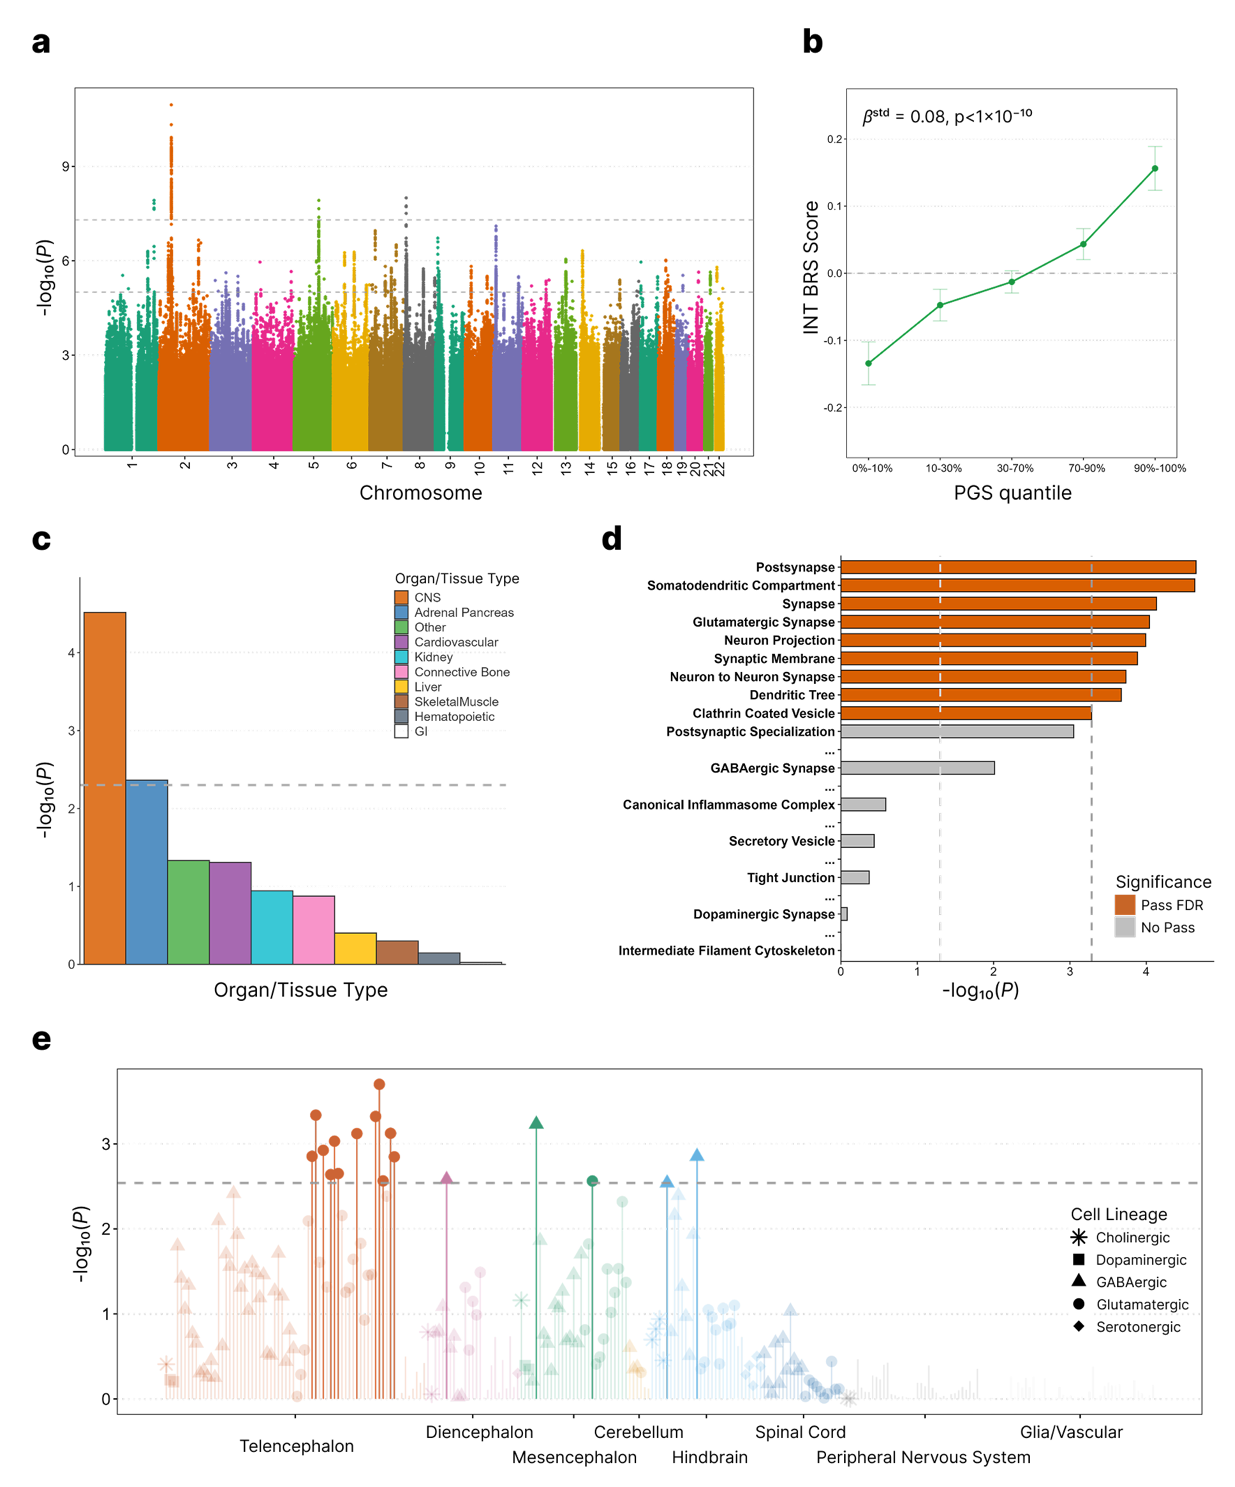 a
b
9
6
3
0
-log₁₀(P)
1 2 3 4 5 6 7 8 9 10 11 12 13 14 15 16 17 18 19 20 21 22
Chromosome
βˢᵗᵈ = 0.08, p<1×10⁻¹⁰
0.2
0.1
0.0
-0.1
-0.2
INT BRS Score
0%-10% 10-30% 30-70% 70-90% 90%-100%
PGS quantile
c
d
4
3
2
1
0
-log₁₀(P)
Organ/Tissue Type
Organ/Tissue Type
CNS
Adrenal Pancreas
Other
Cardiovascular
Kidney
Connective Bone
Liver
SkeletalMuscle
Hematopoietic
GI
Postsynapse
Somatodendritic Compartment
Synapse
Glutamatergic Synapse
Neuron Projection
Synaptic Membrane
Neuron to Neuron Synapse
Dendritic Tree
Clathrin Coated Vesicle
Postsynaptic Specialization
...
GABAergic Synapse
...
Canonical Inflammasome Complex
...
Secretory Vesicle
...
Tight Junction
...
Dopaminergic Synapse
...
Intermediate Filament Cytoskeleton
0 1 2 3 4
-log₁₀(P)
Significance
Pass FDR
No Pass
e
3
2
1
0
-log₁₀(P)
Cell Lineage
Cholinergic
Dopaminergic
GABAergic
Glutamatergic
Serotonergic
Telencephalon
Diencephalon
Mesencephalon
Cerebellum
Hindbrain
Spinal Cord
Peripheral Nervous System
Glia/Vascular